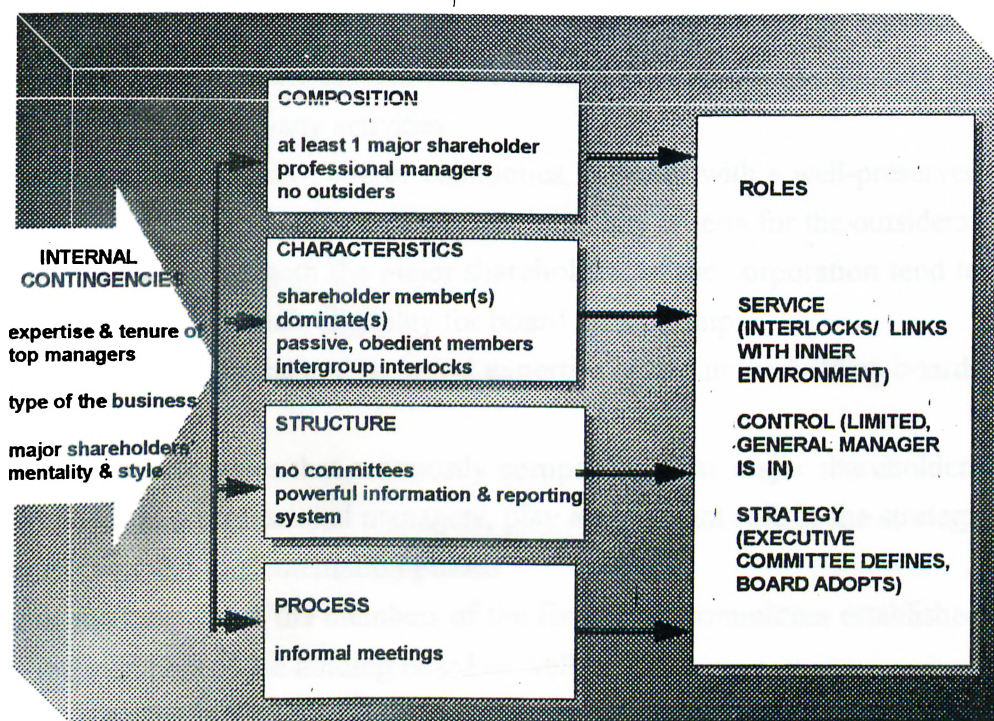 INTERNAL
CONTINGENCIES
expertise & tenure of
top managers
type of the business
major shareholders'
mentality & style
COMPOSITION
at least 1 major shareholder
professional managers
no outsiders
CHARACTERISTICS
shareholder member(s)
dominate(s)
passive, obedient members
intergroup interlocks
STRUCTURE
no committees
powerful information & reporting
system
PROCESS
informal meetings
ROLES
SERVICE
(INTERLOCKS/ LINKS
WITH INNER
ENVIRONMENT)
CONTROL (LIMITED,
GENERAL MANAGER
IS IN)
STRATEGY
(EXECUTIVE
COMMITTEE DEFINES,
BOARD ADOPTS)